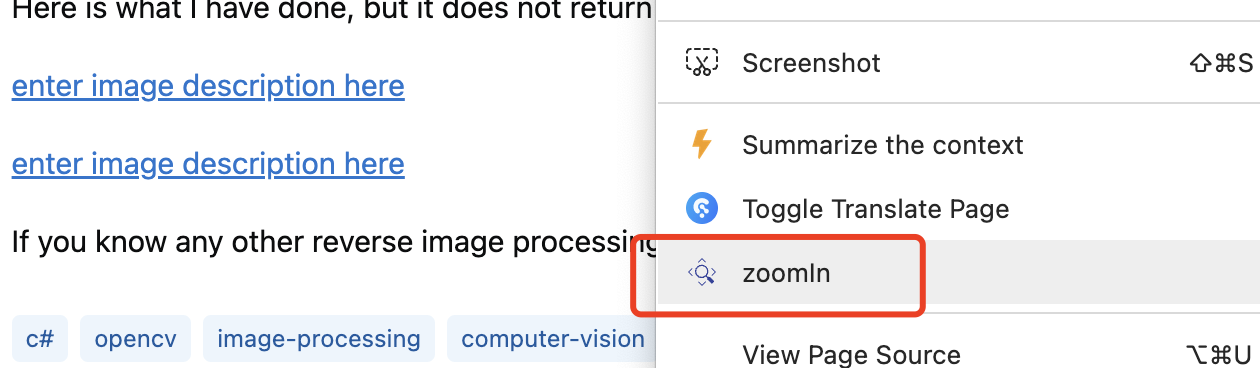 Here is what I have done, but it does not return
enter image description here
enter image description here
If you know any other reverse image processing
c# opencv image-processing computer-vision
Screenshot ⇧⌘S
Summarize the context
Toggle Translate Page
zoomIn
View Page Source ⌥⌘U